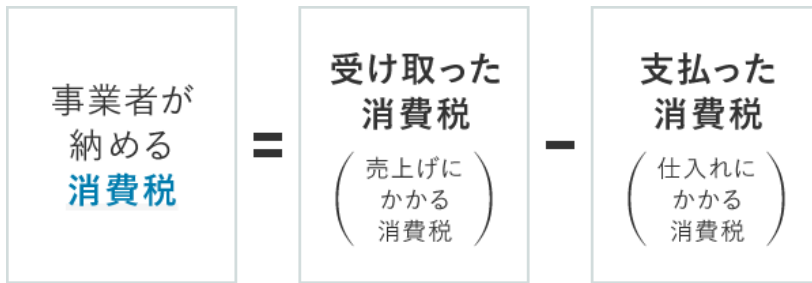 事業者が
納める
消費税
=
受け取った
消費税
(売上げに
かかる
消費税)
−
支払った
消費税
(仕入れに
かかる
消費税)